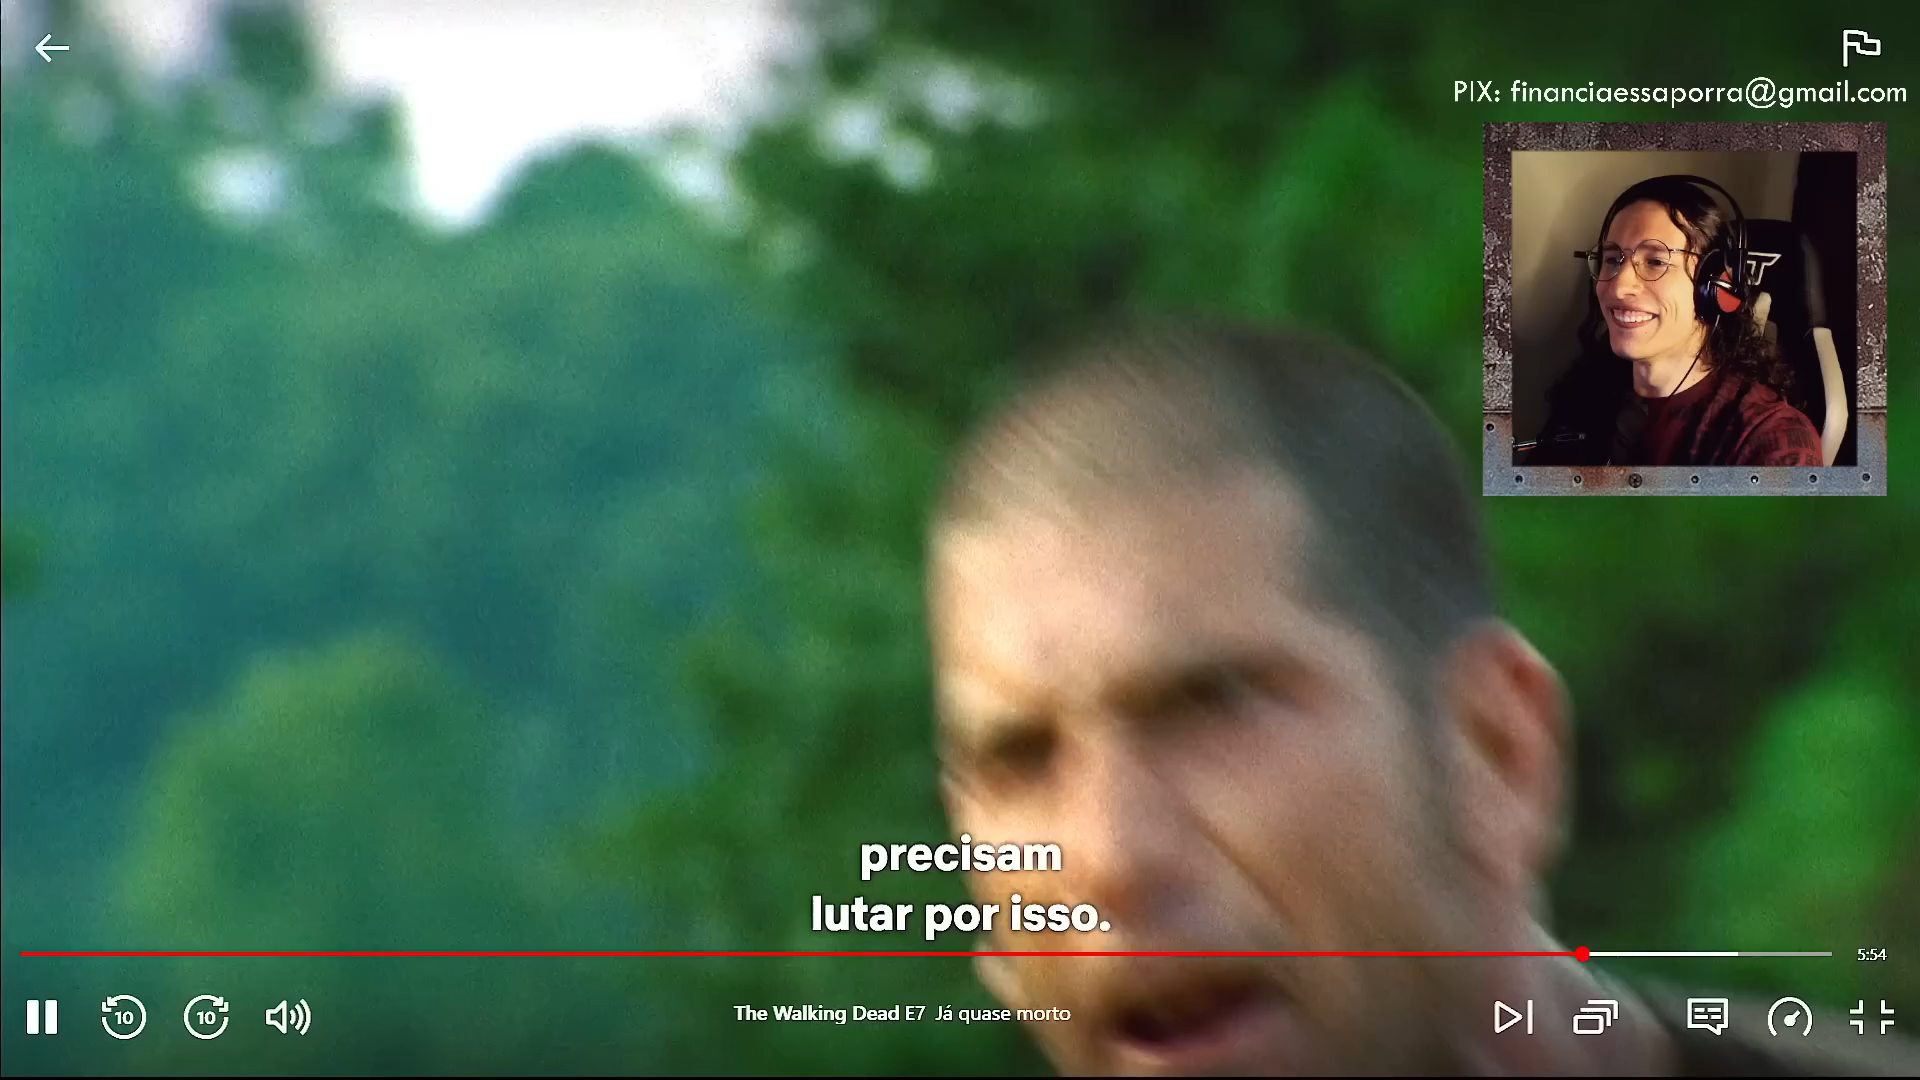 PIX: financiaessaporra@gmail.com
precisam
lutar por isso.
5:54
10
10
The Walking Dead E7 Já quase morto